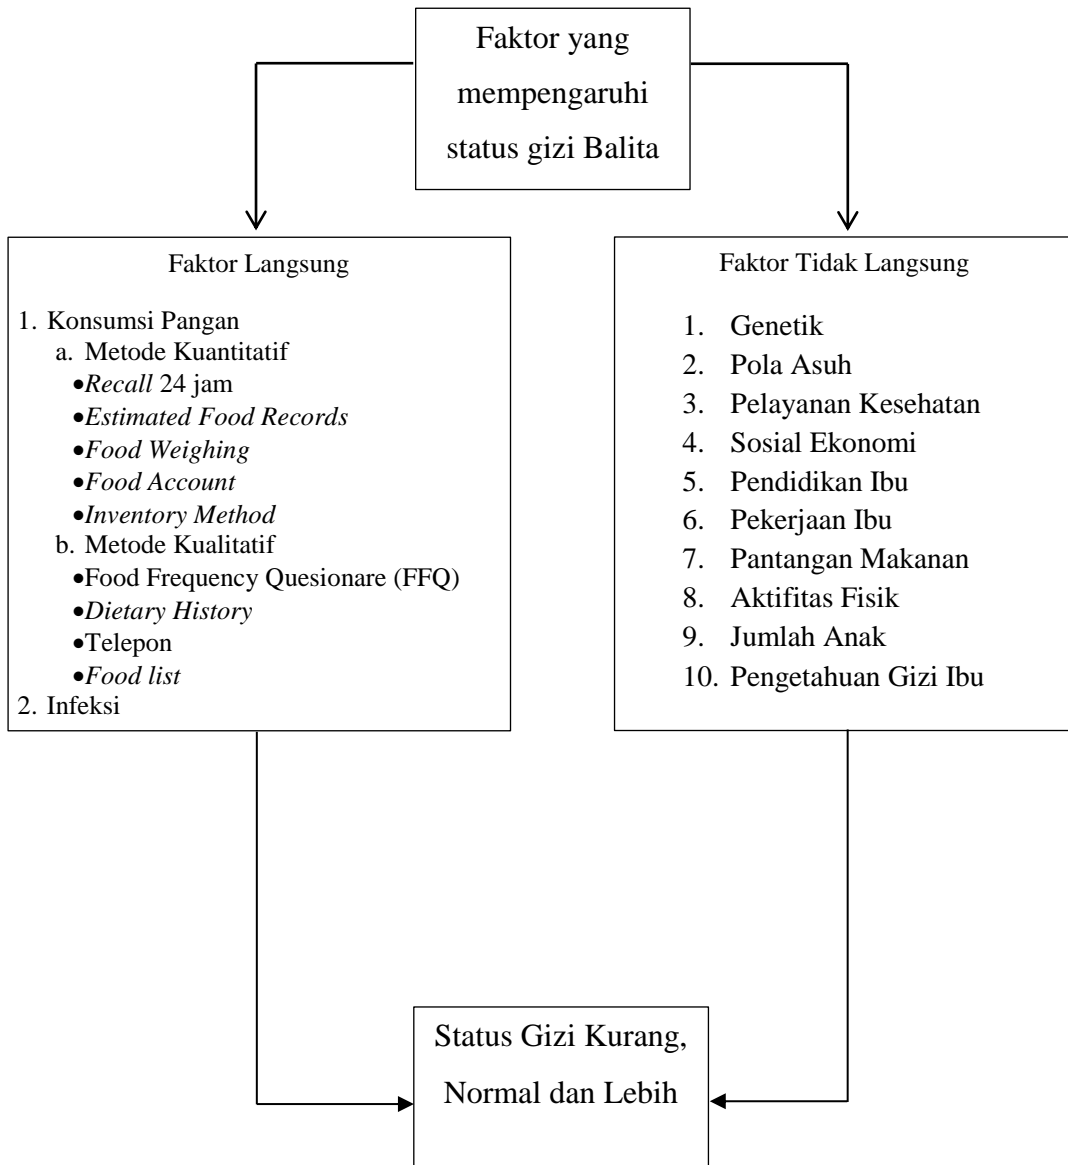 Faktor yang
mempengaruhi
status gizi Balita
Faktor Langsung
1. Konsumsi Pangan
a. Metode Kuantitatif
•Recall 24 jam
•Estimated Food Records
•Food Weighing
•Food Account
•Inventory Method
b. Metode Kualitatif
•Food Frequency Quesionare (FFQ)
•Dietary History
•Telepon
•Food list
2. Infeksi
Faktor Tidak Langsung
1. Genetik
2. Pola Asuh
3. Pelayanan Kesehatan
4. Sosial Ekonomi
5. Pendidikan Ibu
6. Pekerjaan Ibu
7. Pantangan Makanan
8. Aktifitas Fisik
9. Jumlah Anak
10. Pengetahuan Gizi Ibu
Status Gizi Kurang,
Normal dan Lebih